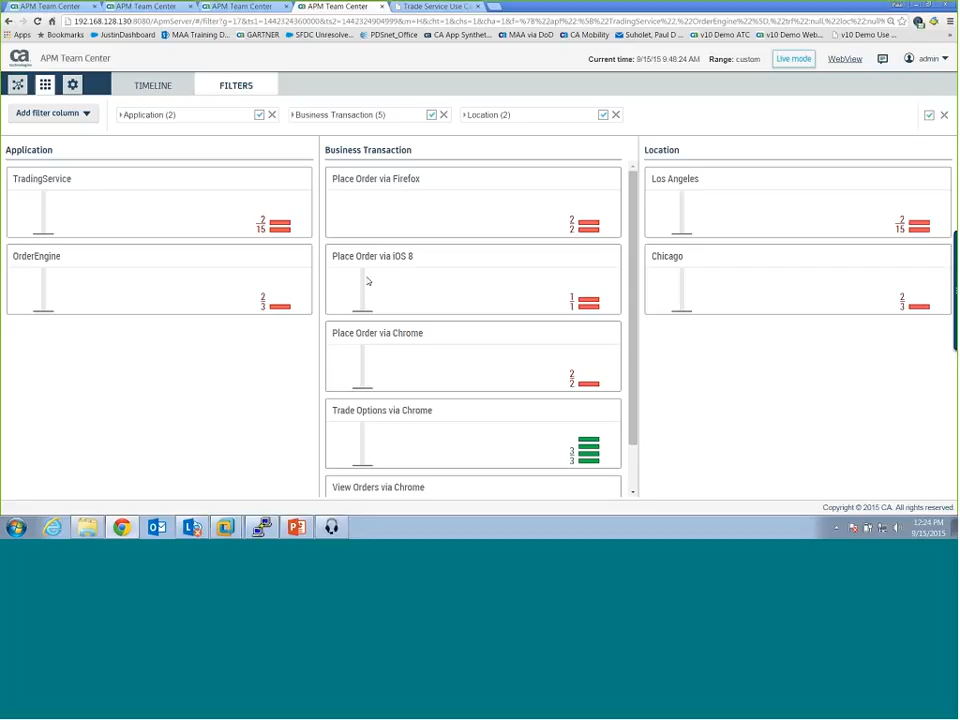 APM Team Center
APM Team Center
APM Team Center
APM Team Center
Trade Service Use C
Apps Bookmarks JustinDashboard MAA Training D... GARTNER SFDC Unresolve... PDSnet_Office CA App Synthet... MAA via DoD CA Mobility Suholet, Paul D ... v10 Demo ATC v10 Demo Web... v10 Demo Use ...
ca technologies APM Team Center
Current time: 9/15/15 9:48:24 AM Range: custom Live mode WebView admin
TIMELINE FILTERS
Add filter column Application (2) Business Transaction (5) Location (2)
Application
TradingService
2
15
OrderEngine
2
3
Business Transaction
Place Order via Firefox
2
2
Place Order via iOS 8
1
1
Place Order via Chrome
2
2
Trade Options via Chrome
3
3
View Orders via Chrome
Location
Los Angeles
2
15
Chicago
2
3
Copyright © 2015 CA. All rights reserved.
12:24 PM
9/15/2015